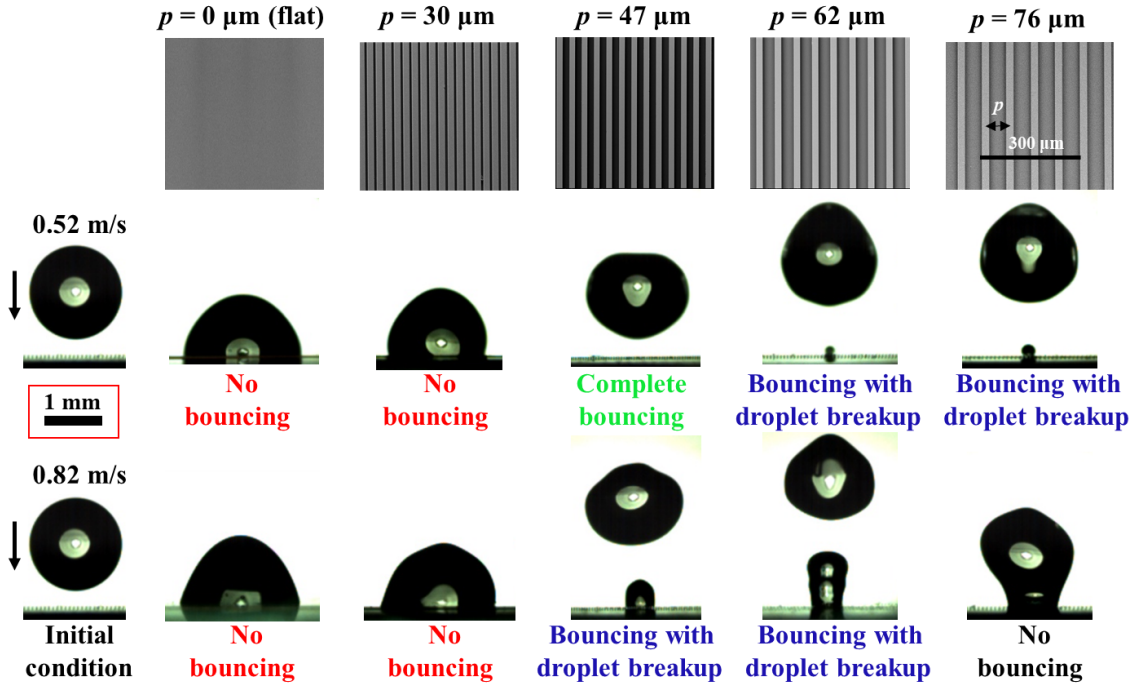 p = 0 μm (flat)
p = 30 μm
p = 47 μm
p = 62 μm
p = 76 μm
p
300 μm
0.52 m/s
No
bouncing
No
bouncing
Complete
bouncing
Bouncing with
droplet breakup
Bouncing with
droplet breakup
1 mm
0.82 m/s
Initial
condition
No
bouncing
No
bouncing
Bouncing with
droplet breakup
Bouncing with
droplet breakup
No
bouncing